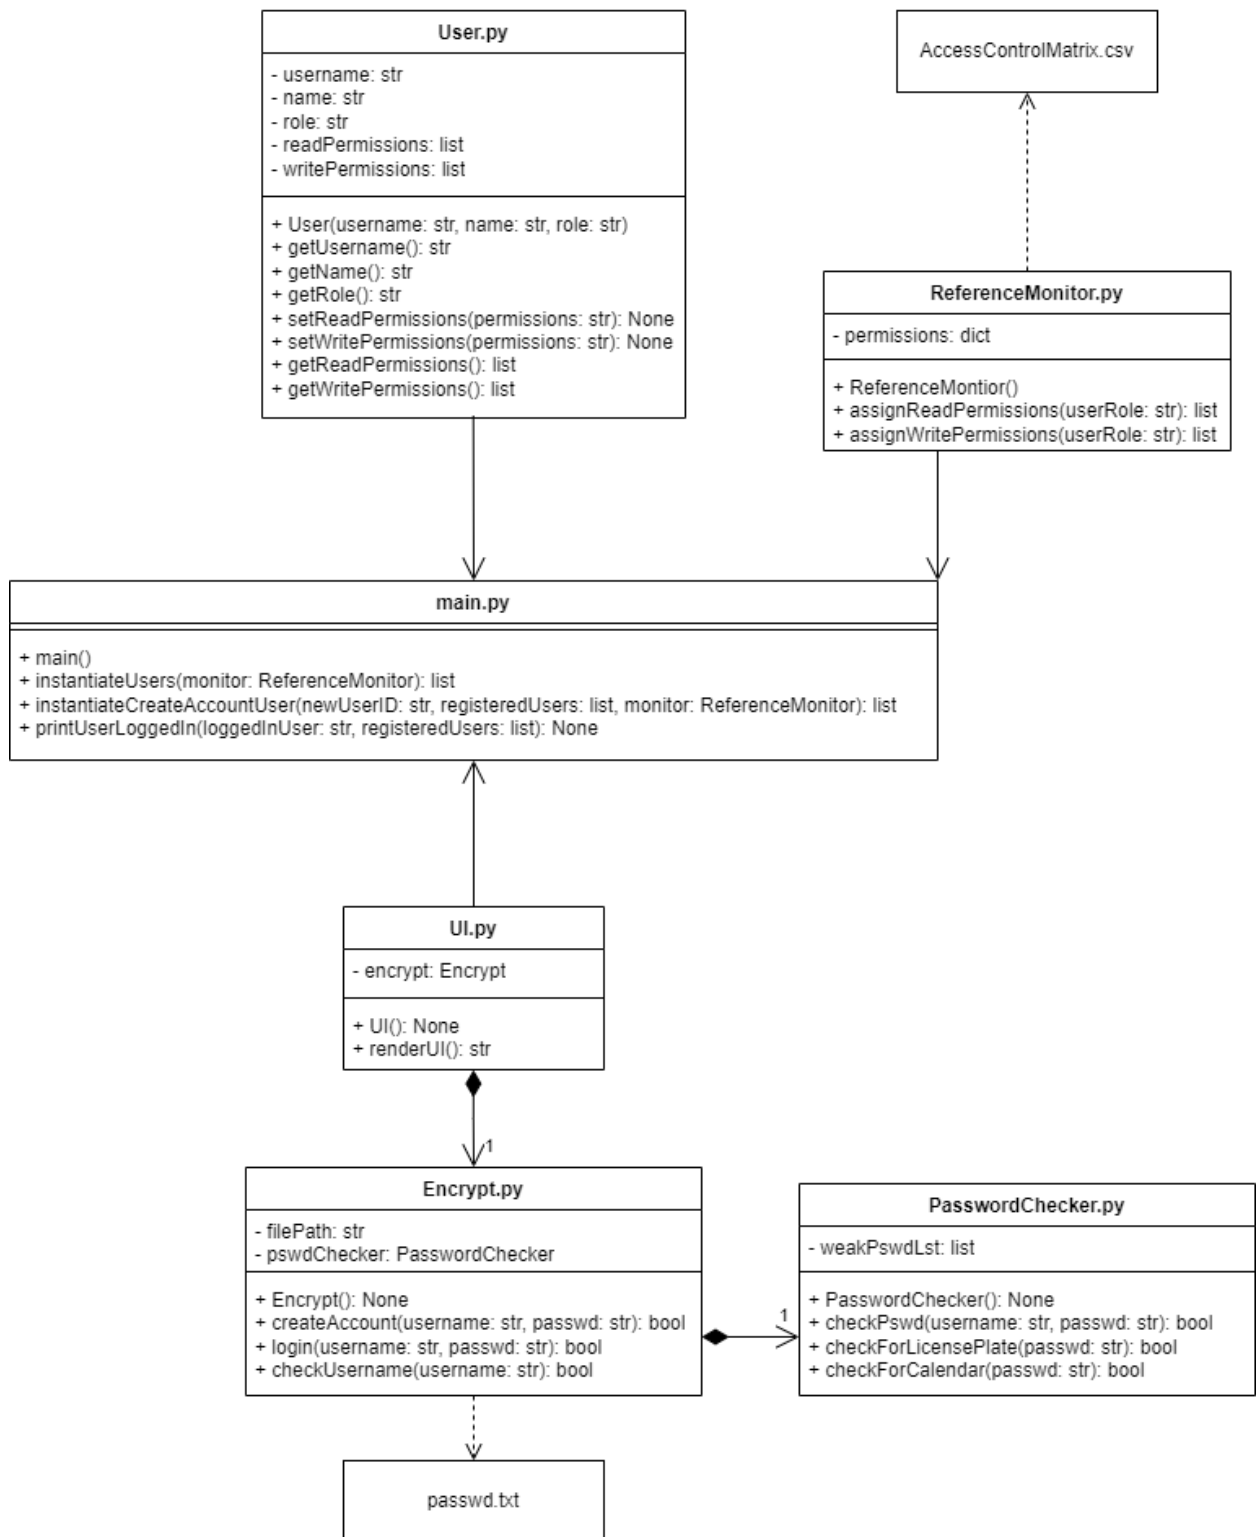 User.py
- username: str
- name: str
- role: str
- readPermissions: list
- writePermissions: list
+ User(username: str, name: str, role: str)
+ getUsername(): str
+ getName(): str
+ getRole(): str
+ setReadPermissions(permissions: str): None
+ setWritePermissions(permissions: str): None
+ getReadPermissions(): list
+ getWritePermissions(): list
AccessControlMatrix.csv
ReferenceMonitor.py
- permissions: dict
+ ReferenceMontior()
+ assignReadPermissions(userRole: str): list
+ assignWritePermissions(userRole: str): list
main.py
+ main()
+ instantiateUsers(monitor: ReferenceMonitor): list
+ instantiateCreateAccountUser(newUserID: str, registeredUsers: list, monitor: ReferenceMonitor): list
+ printUserLoggedIn(loggedInUser: str, registeredUsers: list): None
UI.py
- encrypt: Encrypt
+ UI(): None
+ renderUI(): str
1
Encrypt.py
- filePath: str
- pswdChecker: PasswordChecker
+ Encrypt(): None
+ createAccount(username: str, passwd: str): bool
+ login(username: str, passwd: str): bool
+ checkUsername(username: str): bool
1
PasswordChecker.py
- weakPswdLst: list
+ PasswordChecker(): None
+ checkPswd(username: str, passwd: str): bool
+ checkForLicensePlate(passwd: str): bool
+ checkForCalendar(passwd: str): bool
passwd.txt